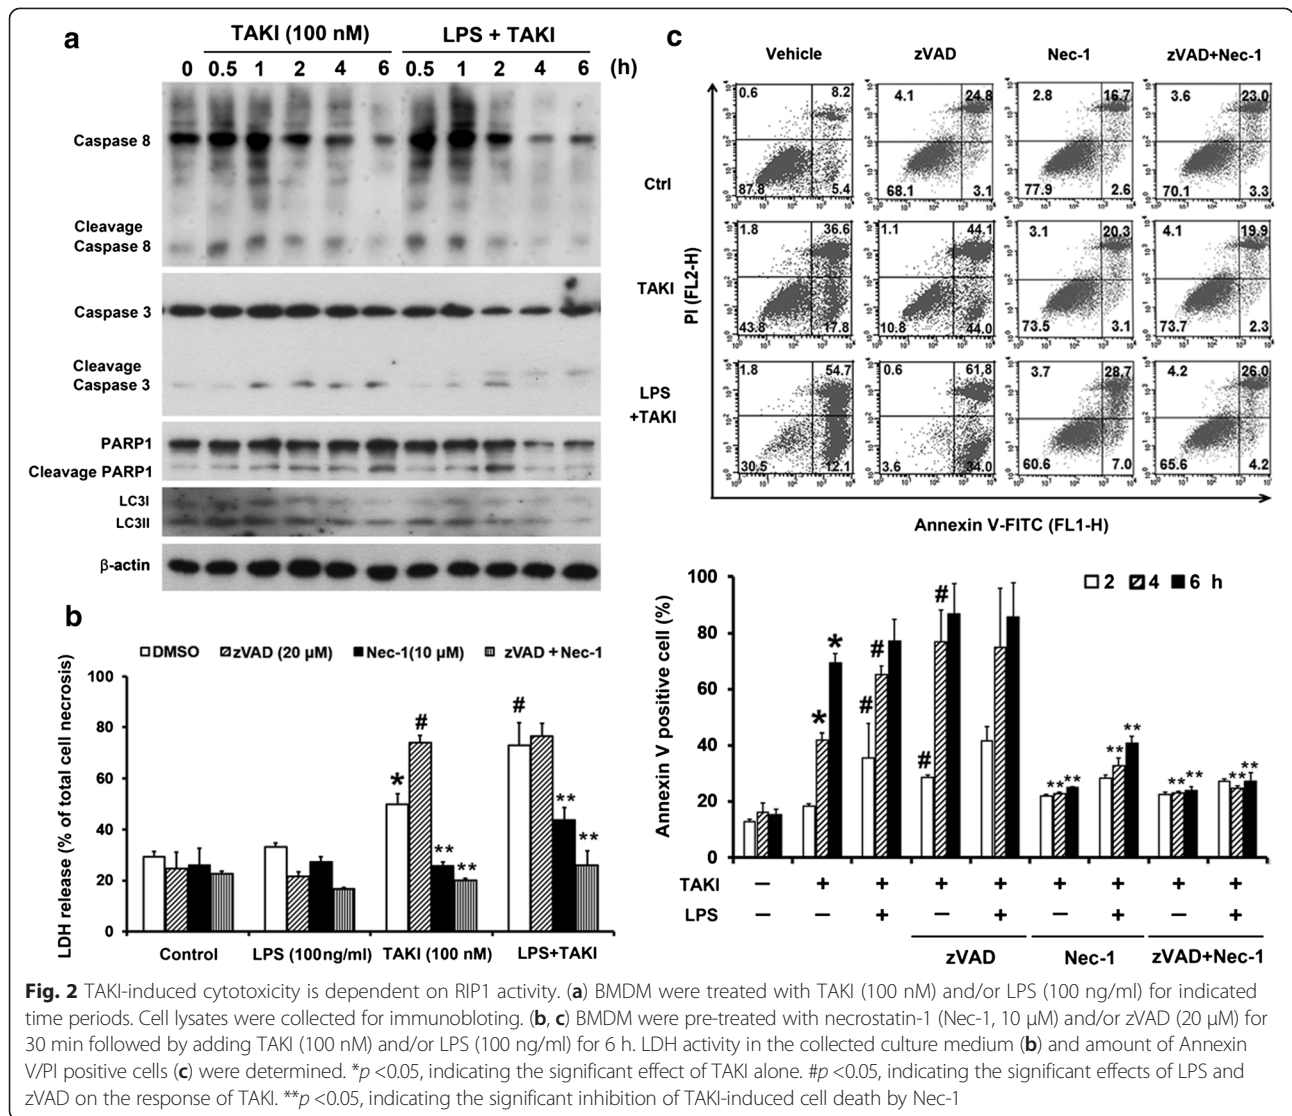 a
TAKI (100 nM) LPS + TAKI
0 0.5 1 2 4 6 0.5 1 2 4 6 (h)
Caspase 8
Cleavage
Caspase 8
Caspase 3
Cleavage
Caspase 3
PARP1
Cleavage PARP1
LC3I
LC3II
β-actin
b
DMSO zVAD (20 μM) Nec-1(10 μM) zVAD + Nec-1
LDH release (% of total cell necrosis)
100
80
60
40
20
0
# # * ** ** ** **
Control LPS (100ng/ml) TAKI (100 nM) LPS+TAKI
c
Vehicle zVAD Nec-1 zVAD+Nec-1
Ctrl
0.6 8.2 4.1 24.8 2.8 16.7 3.6 23.0
87.8 5.4 68.1 3.1 77.9 2.6 70.1 3.3
TAKI
1.8 36.6 1.1 44.1 3.1 20.3 4.1 19.9
43.8 17.8 10.8 44.0 73.5 3.1 73.7 2.3
LPS
+TAKI
1.8 54.7 0.6 61.8 3.7 28.7 4.2 26.0
30.5 12.1 3.6 34.0 60.6 7.0 65.6 4.2
PI (FL2-H)
Annexin V-FITC (FL1-H)
2 4 6 h
Annexin V positive cell (%)
100
80
60
40
20
0
* * # # # # ** ** ** ** ** ** ** **
TAKI − + + + + + + + +
LPS − − + − + − + − +
zVAD Nec-1 zVAD+Nec-1
Fig. 2 TAKI-induced cytotoxicity is dependent on RIP1 activity. (a) BMDM were treated with TAKI (100 nM) and/or LPS (100 ng/ml) for indicated
time periods. Cell lysates were collected for immunobloting. (b, c) BMDM were pre-treated with necrostatin-1 (Nec-1, 10 μM) and/or zVAD (20 μM) for
30 min followed by adding TAKI (100 nM) and/or LPS (100 ng/ml) for 6 h. LDH activity in the collected culture medium (b) and amount of Annexin
V/PI positive cells (c) were determined. *p <0.05, indicating the significant effect of TAKI alone. #p <0.05, indicating the significant effects of LPS and
zVAD on the response of TAKI. **p <0.05, indicating the significant inhibition of TAKI-induced cell death by Nec-1